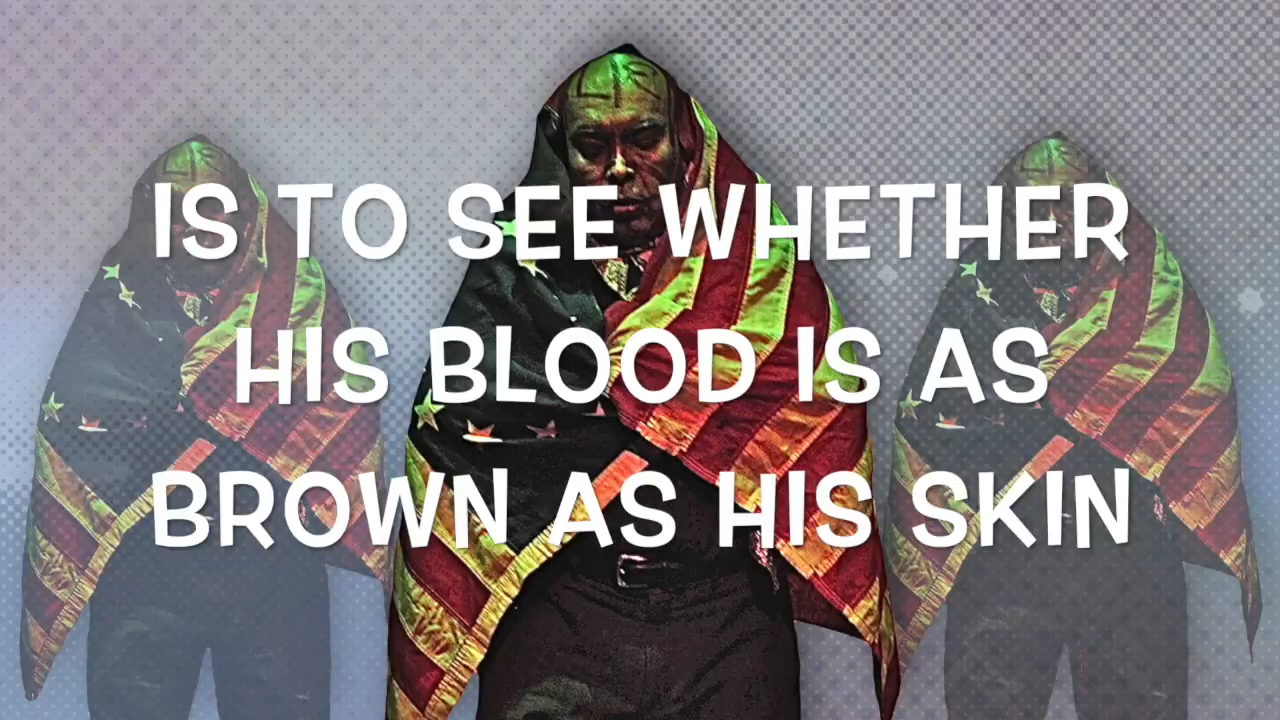 IS TO SEE WHETHER
HIS BLOOD IS AS
BROWN AS HIS SKIN